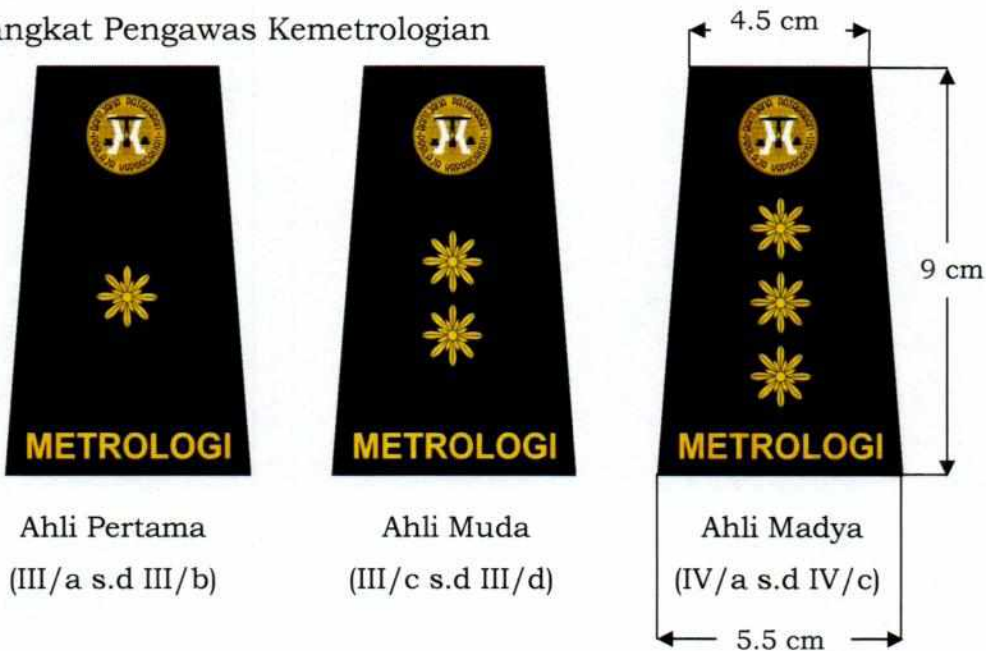 Pengawas Kemetrologian
4.5 cm
9 cm
METROLOGI
METROLOGI
METROLOGI
Ahli Pertama
(III/a s.d III/b)
Ahli Muda
(III/c s.d III/d)
Ahli Madya
(IV/a s.d IV/c)
5.5 cm